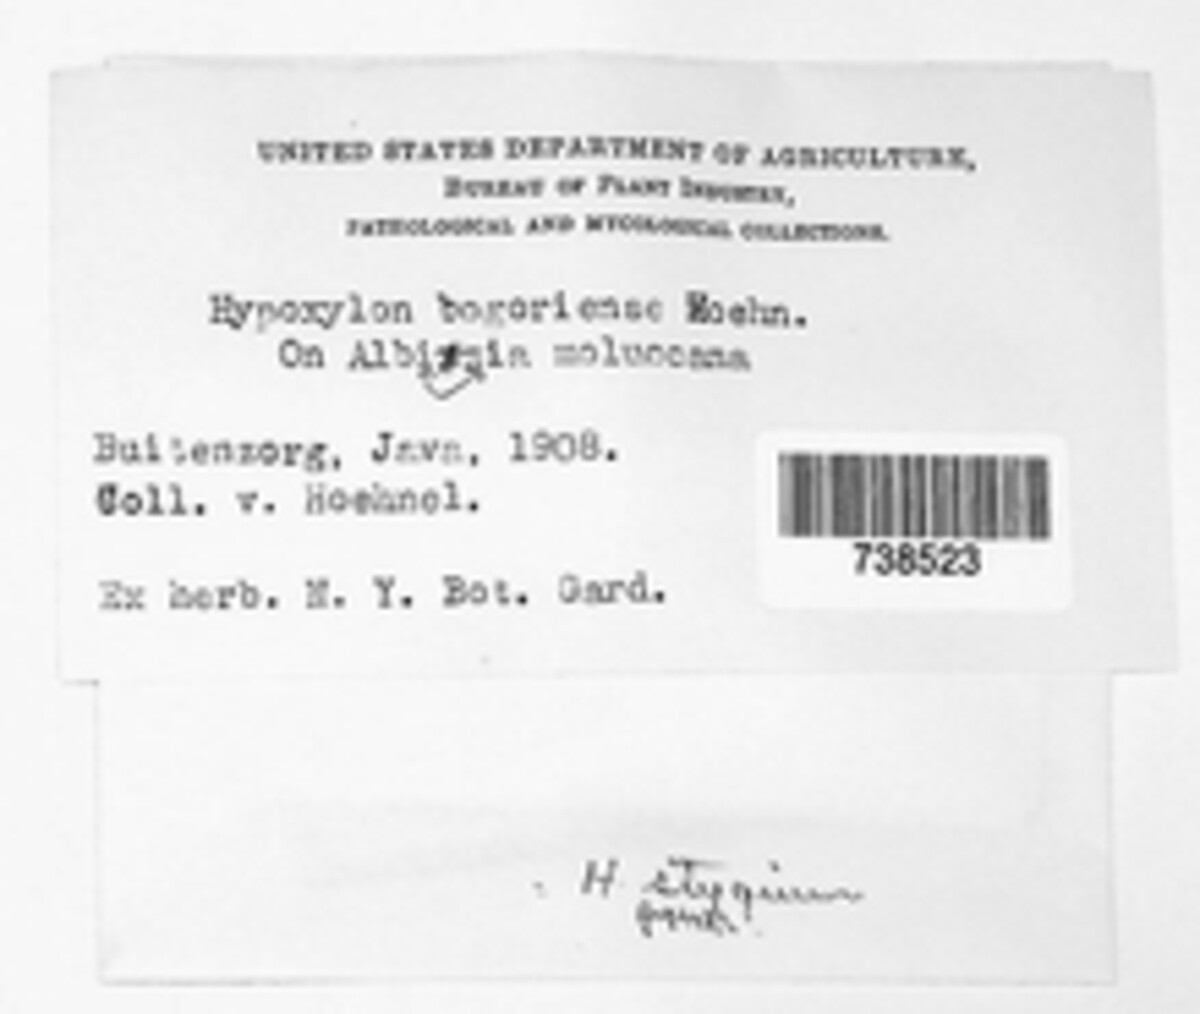 UNITED STATES DEPARTMENT OF AGRICULTURE,
BUREAU OF PLANT INDUSTRY,
PATHOLOGICAL AND MYCOLOGICAL COLLECTIONS.
Hypoxylon bogoriense Hoehn.
On Albizzia moluccana
Buitenzorg, Java, 1908.
Coll. v. Hoehnel.
738523
Ex herb. N. Y. Bot. Gard.
H. stygium